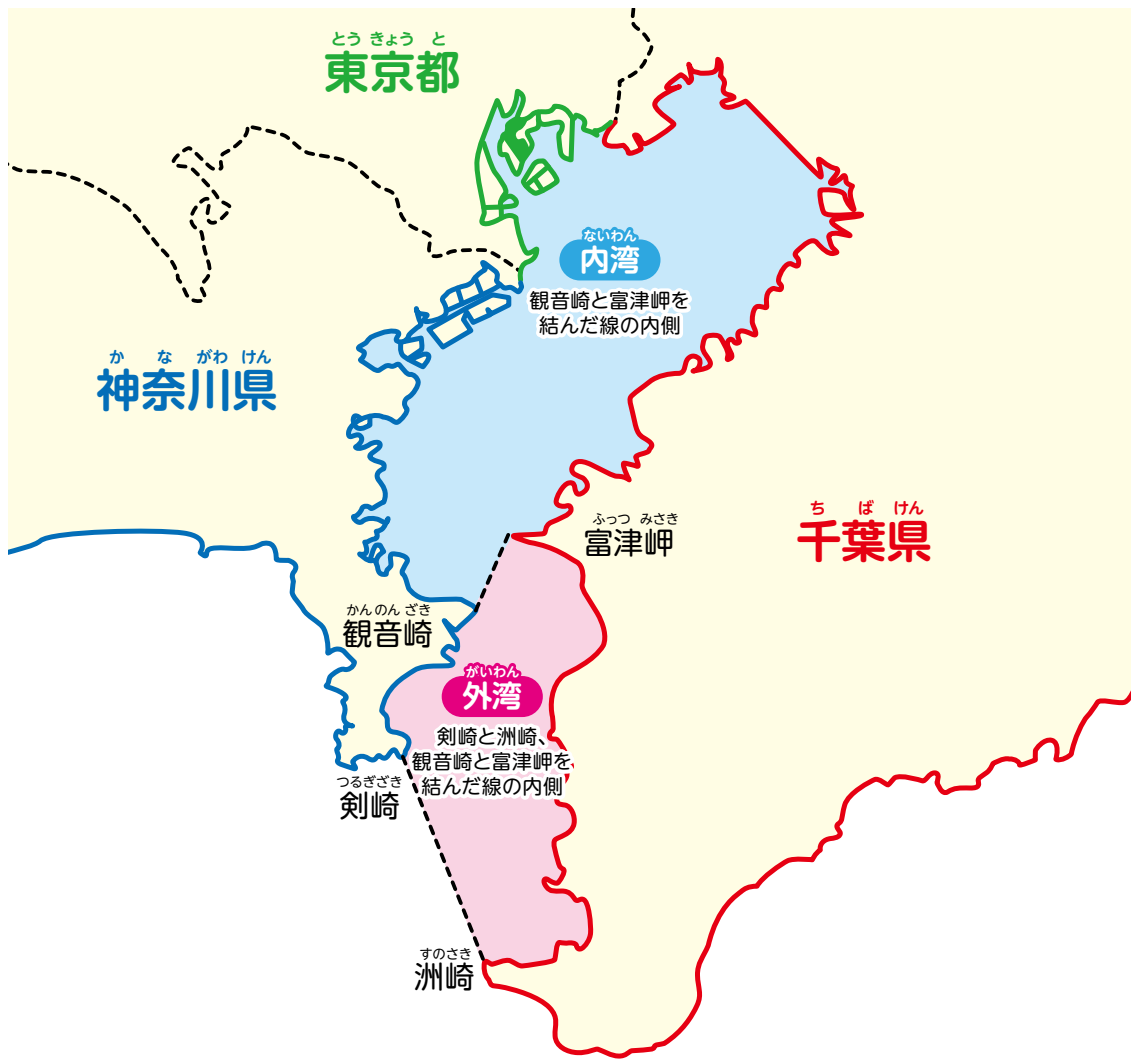 とうきょうと
東京都
ないわん
内湾
観音崎と富津岬を
結んだ線の内側
かながわけん
神奈川県
ちばけん
千葉県
ふっつ みさき
富津岬
かんのんざき
観音崎
がいわん
外湾
剣崎と洲崎、
観音崎と富津岬を
結んだ線の内側
つるぎざき
剣崎
すのさき
洲崎